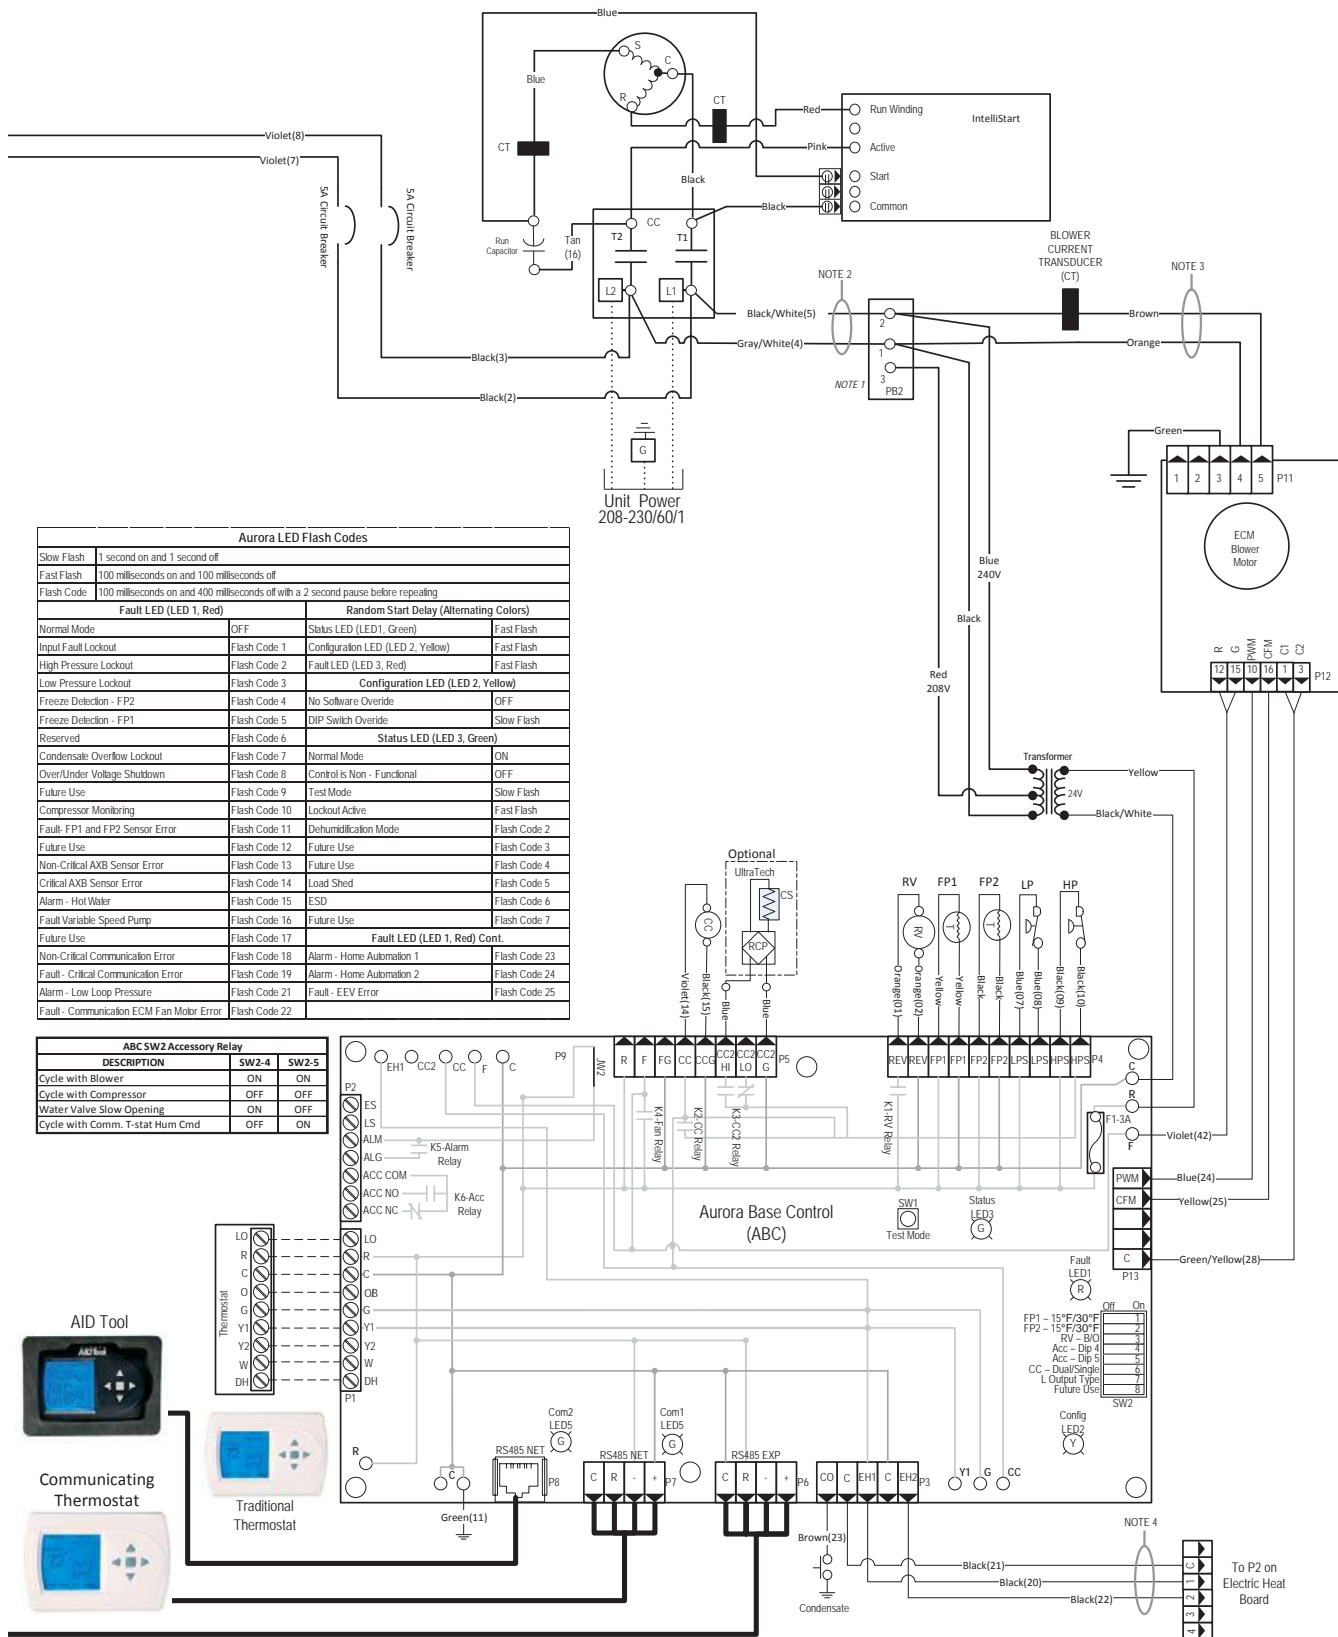 Blue
S
C
R
Blue
CT
CT
Red
Run Winding
IntelliStart
Pink
Active
Start
Black
Black
Common
Violet(8)
Violet(7)
5A Circuit Breaker
5A Circuit Breaker
Run
Capacitor
Tan
(16)
T2
CC
T1
L2
L1
BLOWER
CURRENT
TRANSDUCER
(CT)
NOTE 2
NOTE 3
Black/White(5)
2
Brown
Gray/White(4)
1
Orange
Black(3)
NOTE 1
3
PB2
Black(2)
G
Unit Power
208-230/60/1
Green
1 2 3 4 5 P11
ECM
Blower
Motor
Blue
240V
Black
Red
208V
R G PWM CFM C1 C2
12 15 10 16 1 3 P12
Transformer
Yellow
24V
Black/White
Aurora LED Flash Codes
Slow Flash 1 second on and 1 second off
Fast Flash 100 milliseconds on and 100 milliseconds off
Flash Code 100 milliseconds on and 400 milliseconds off with a 2 second pause before repeating
Fault LED (LED 1, Red) Random Start Delay (Alternating Colors)
Normal Mode OFF Status LED (LED1, Green) Fast Flash
Input Fault Lockout Flash Code 1 Configuration LED (LED 2, Yellow) Fast Flash
High Pressure Lockout Flash Code 2 Fault LED (LED 3, Red) Fast Flash
Low Pressure Lockout Flash Code 3 Configuration LED (LED 2, Yellow)
Freeze Detection - FP2 Flash Code 4 No Software Overide OFF
Freeze Detection - FP1 Flash Code 5 DIP Switch Overide Slow Flash
Reserved Flash Code 6 Status LED (LED 3, Green)
Condensate Overflow Lockout Flash Code 7 Normal Mode ON
Over/Under Voltage Shutdown Flash Code 8 Control is Non - Functional OFF
Future Use Flash Code 9 Test Mode Slow Flash
Compressor Monitoring Flash Code 10 Lockout Active Fast Flash
Fault- FP1 and FP2 Sensor Error Flash Code 11 Dehumidification Mode Flash Code 2
Future Use Flash Code 12 Future Use Flash Code 3
Non-Critical AXB Sensor Error Flash Code 13 Future Use Flash Code 4
Critical AXB Sensor Error Flash Code 14 Load Shed Flash Code 5
Alarm - Hot Water Flash Code 15 ESD Flash Code 6
Fault Variable Speed Pump Flash Code 16 Future Use Flash Code 7
Future Use Flash Code 17 Fault LED (LED 1, Red) Cont.
Non-Critical Communication Error Flash Code 18 Alarm - Home Automation 1 Flash Code 23
Fault - Critical Communication Error Flash Code 19 Alarm - Home Automation 2 Flash Code 24
Alarm - Low Loop Pressure Flash Code 21 Fault - EEV Error Flash Code 25
Fault - Communication ECM Fan Motor Error Flash Code 22
ABC SW2 Accessory Relay
DESCRIPTION SW2-4 SW2-5
Cycle with Blower ON ON
Cycle with Compressor OFF OFF
Water Valve Slow Opening ON OFF
Cycle with Comm. T-stat Hum Cmd OFF ON
Optional
UltraTech
CS
CC
RCP
RV FP1 FP2 LP HP
RV T T
Violet(14)
Black(15)
Blue
Blue
Orange(01)
Orange(02)
Yellow
Yellow
Black
Black
Blue(07)
Blue(08)
Black(09)
Black(10)
EH1 CC2 CC F C
P9
JW2
R F FG CC CCG CC2 HI CC2 LO CC2 G P5
REV REV FP1 FP1 FP2 FP2 LPS LPS HPS HPS P4
C
R
F1-3A
F
Violet(42)
P2
ES
LS
ALM
ALG
ACC COM
ACC NO
ACC NC
K5-Alarm
Relay
K6-Acc
Relay
K4-Fan Relay
K2-CC Relay
K3-CC2 Relay
K1-RV Relay
PWM
Blue(24)
CFM
Yellow(25)
C
Green/Yellow(28)
P13
Aurora Base Control
(ABC)
SW1
Test Mode
Status
LED3
G
Fault
LED1
R
Off On
FP1 – 15°F/30°F 1
FP2 – 15°F/30°F 2
RV – B/O 3
Acc – Dip 4 4
Acc – Dip 5 5
CC – Dual/Single 6
L Output Type 7
Future Use 8
SW2
Config
LED2
Y
Thermostat
LO LO
R R
C C
O O/B
G G
Y1 Y1
Y2 Y2
W W
DH DH
P1
AID Tool
Communicating
Thermostat
Traditional
Thermostat
R
C
Green(11)
RS485 NET
P8
Com2
LED5
G
Com1
LED5
G
RS485 NET
C R - + P7
RS485 EXP
C R - + P6
CO C EH1 C EH2 P3
Y1 G CC
Brown(23)
Condensate
Black(21)
Black(20)
Black(22)
NOTE 4
C
1
2
3
4
To P2 on
Electric Heat
Board